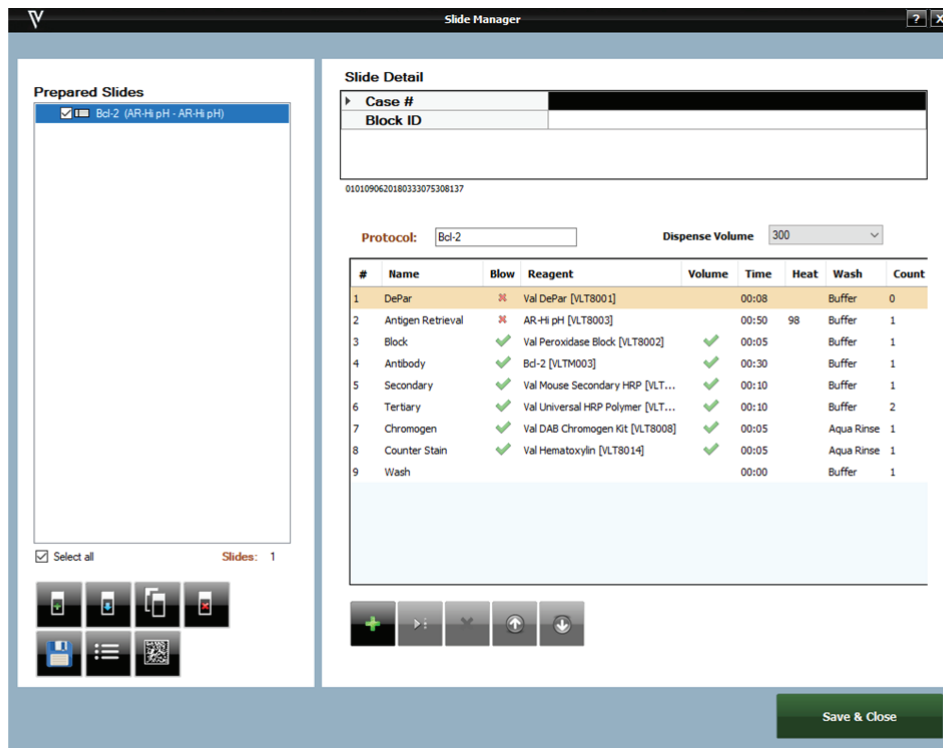 Slide Manager
?
X
Prepared Slides
Bcl-2 (AR-Hi pH - AR-Hi pH)
Select all Slides: 1
Slide Detail
Case #
Block ID
0101090620180333075308137
Protocol: Bcl-2 Dispense Volume 300
# Name Blow Reagent Volume Time Heat Wash Count
1 DePar Val DePar [VLT8001] 00:08 Buffer 0
2 Antigen Retrieval AR-Hi pH [VLT8003] 00:50 98 Buffer 1
3 Block Val Peroxidase Block [VLT8002] 00:05 Buffer 1
4 Antibody Bcl-2 [VLTM003] 00:30 Buffer 1
5 Secondary Val Mouse Secondary HRP [VLT... 00:10 Buffer 1
6 Tertiary Val Universal HRP Polymer [VLT... 00:10 Buffer 2
7 Chromogen Val DAB Chromogen Kit [VLT8008] 00:05 Aqua Rinse 1
8 Counter Stain Val Hematoxylin [VLT8014] 00:05 Aqua Rinse 1
9 Wash 00:00 Buffer 1
Save & Close